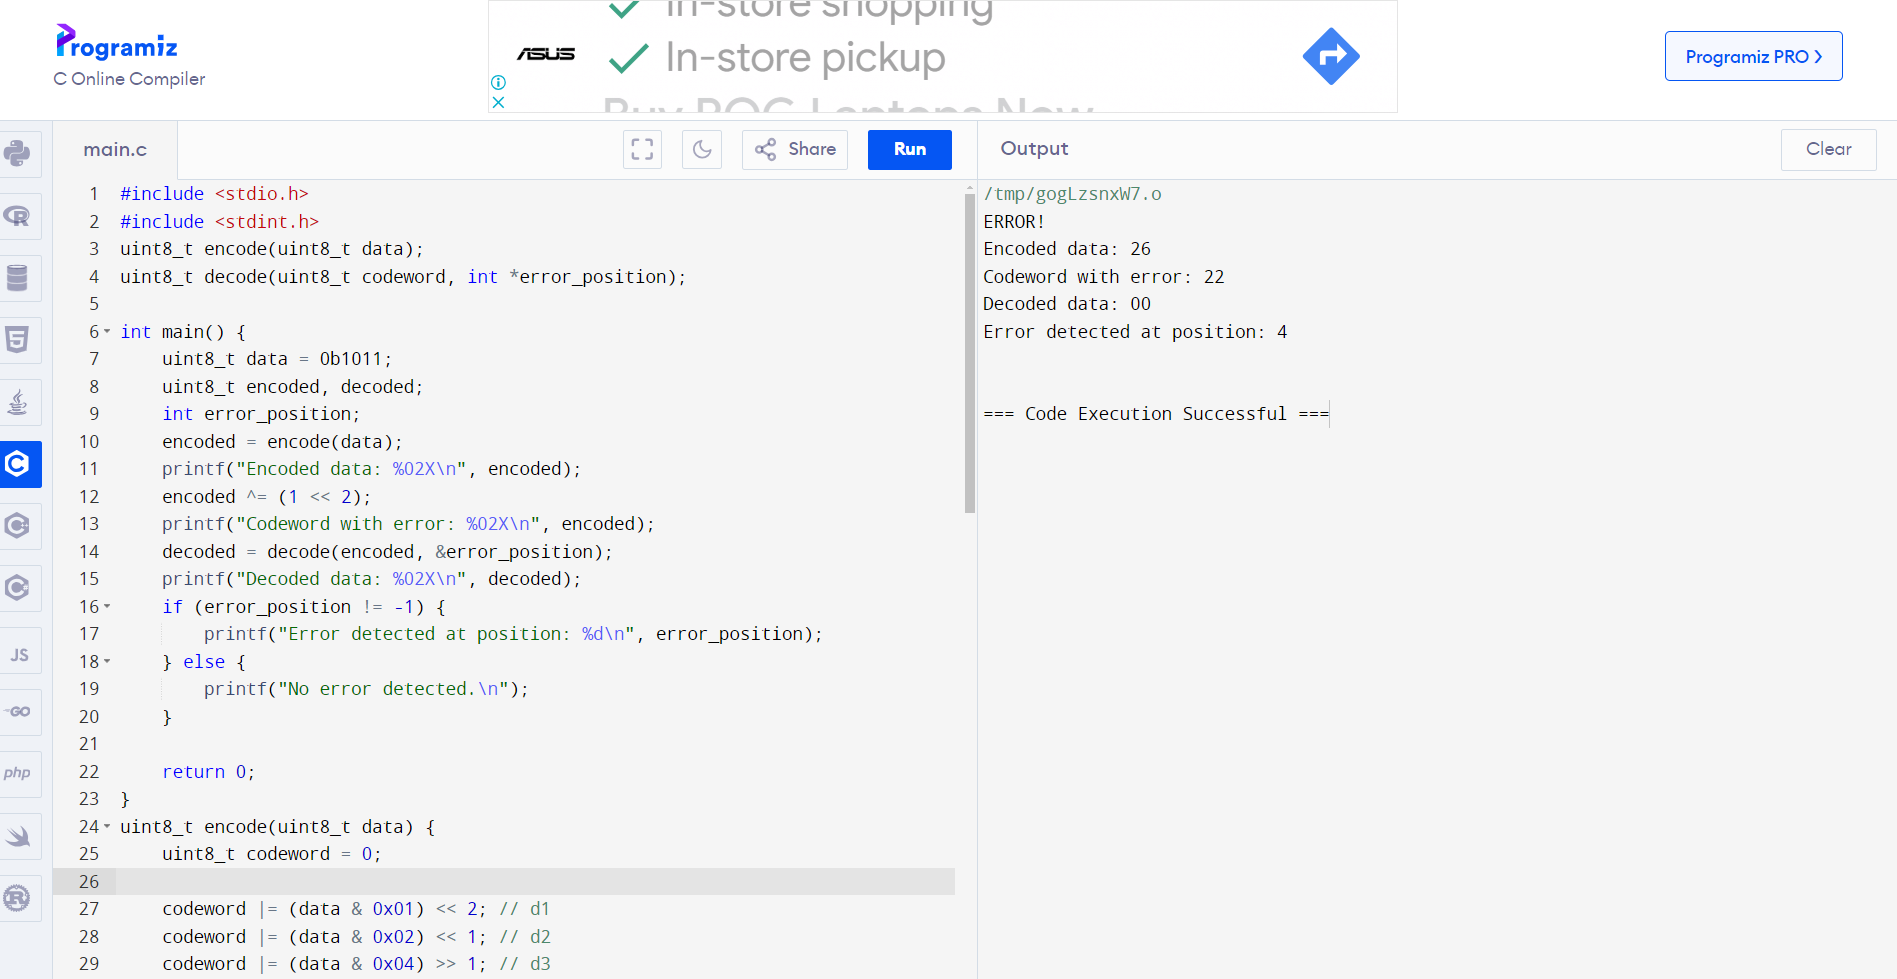 Programiz
C Online Compiler
ASUS
In-store shopping
In-store pickup
Buy ROG Laptops Now
Programiz PRO
main.c
Share
Run
Output
Clear
1 #include <stdio.h>
2 #include <stdint.h>
3 uint8_t encode(uint8_t data);
4 uint8_t decode(uint8_t codeword, int *error_position);
5
6 int main() {
7 uint8_t data = 0b1011;
8 uint8_t encoded, decoded;
9 int error_position;
10 encoded = encode(data);
11 printf("Encoded data: %02X\n", encoded);
12 encoded ^= (1 << 2);
13 printf("Codeword with error: %02X\n", encoded);
14 decoded = decode(encoded, &error_position);
15 printf("Decoded data: %02X\n", decoded);
16 if (error_position != -1) {
17 printf("Error detected at position: %d\n", error_position);
18 } else {
19 printf("No error detected.\n");
20 }
21
22 return 0;
23 }
24 uint8_t encode(uint8_t data) {
25 uint8_t codeword = 0;
26
27 codeword |= (data & 0x01) << 2; // d1
28 codeword |= (data & 0x02) << 1; // d2
29 codeword |= (data & 0x04) >> 1; // d3
/tmp/gogLzsnxW7.o
ERROR!
Encoded data: 26
Codeword with error: 22
Decoded data: 00
Error detected at position: 4
=== Code Execution Successful ===
R
JS
GO
php